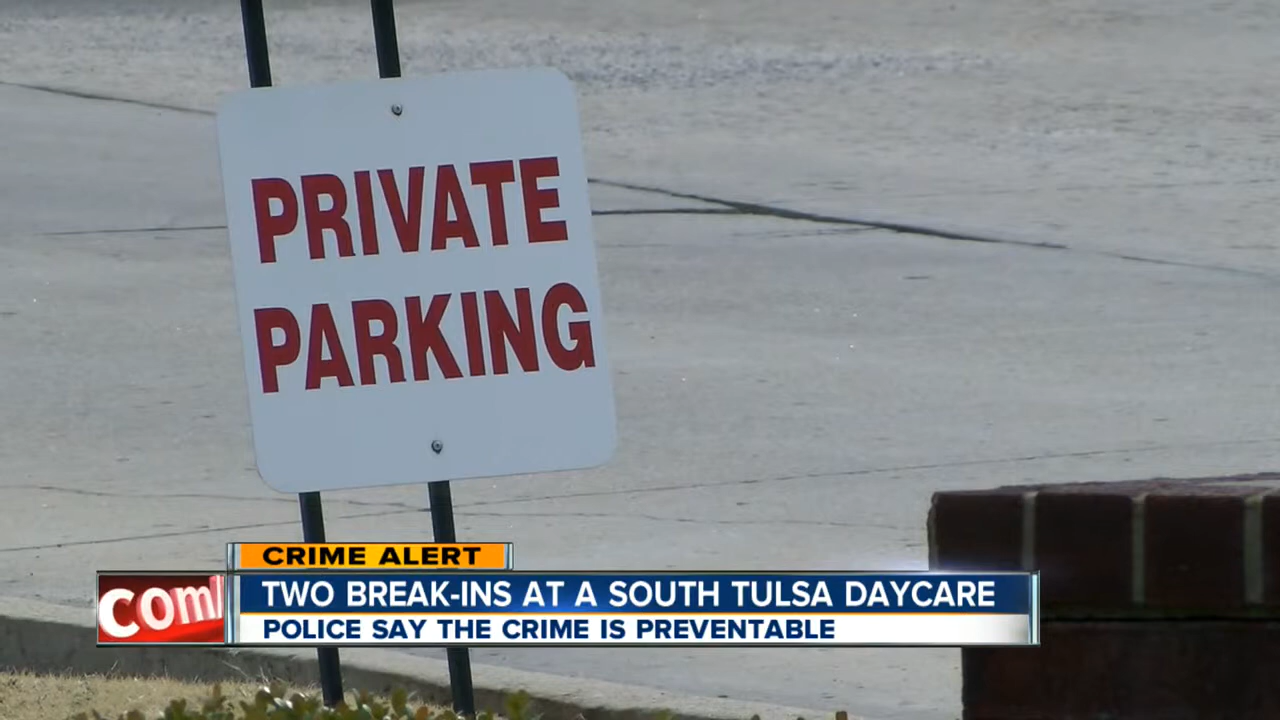 PRIVATE
PARKING
CRIME ALERT
TWO BREAK-INS AT A SOUTH TULSA DAYCARE
POLICE SAY THE CRIME IS PREVENTABLE